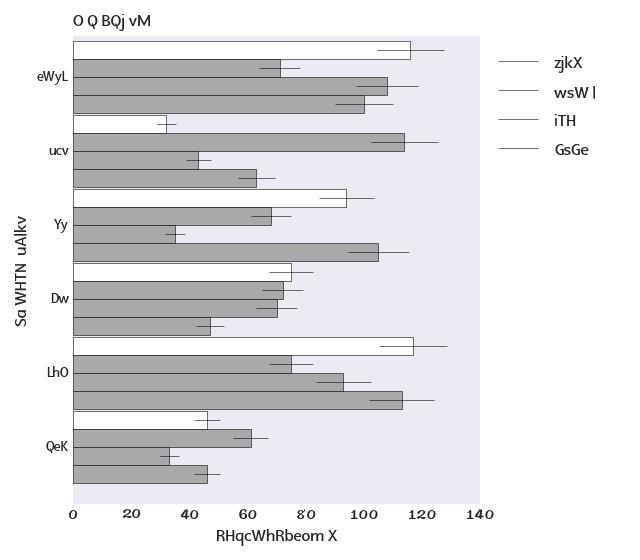 O Q BQj vM
eWyL
ucv
Yy
Dw
LhO
QeK
Sa WHTN uAlkv
0 20 40 60 80 100 120 140
RHqcWhRbeom X
zjkX
wsW l
iTH
GsGe